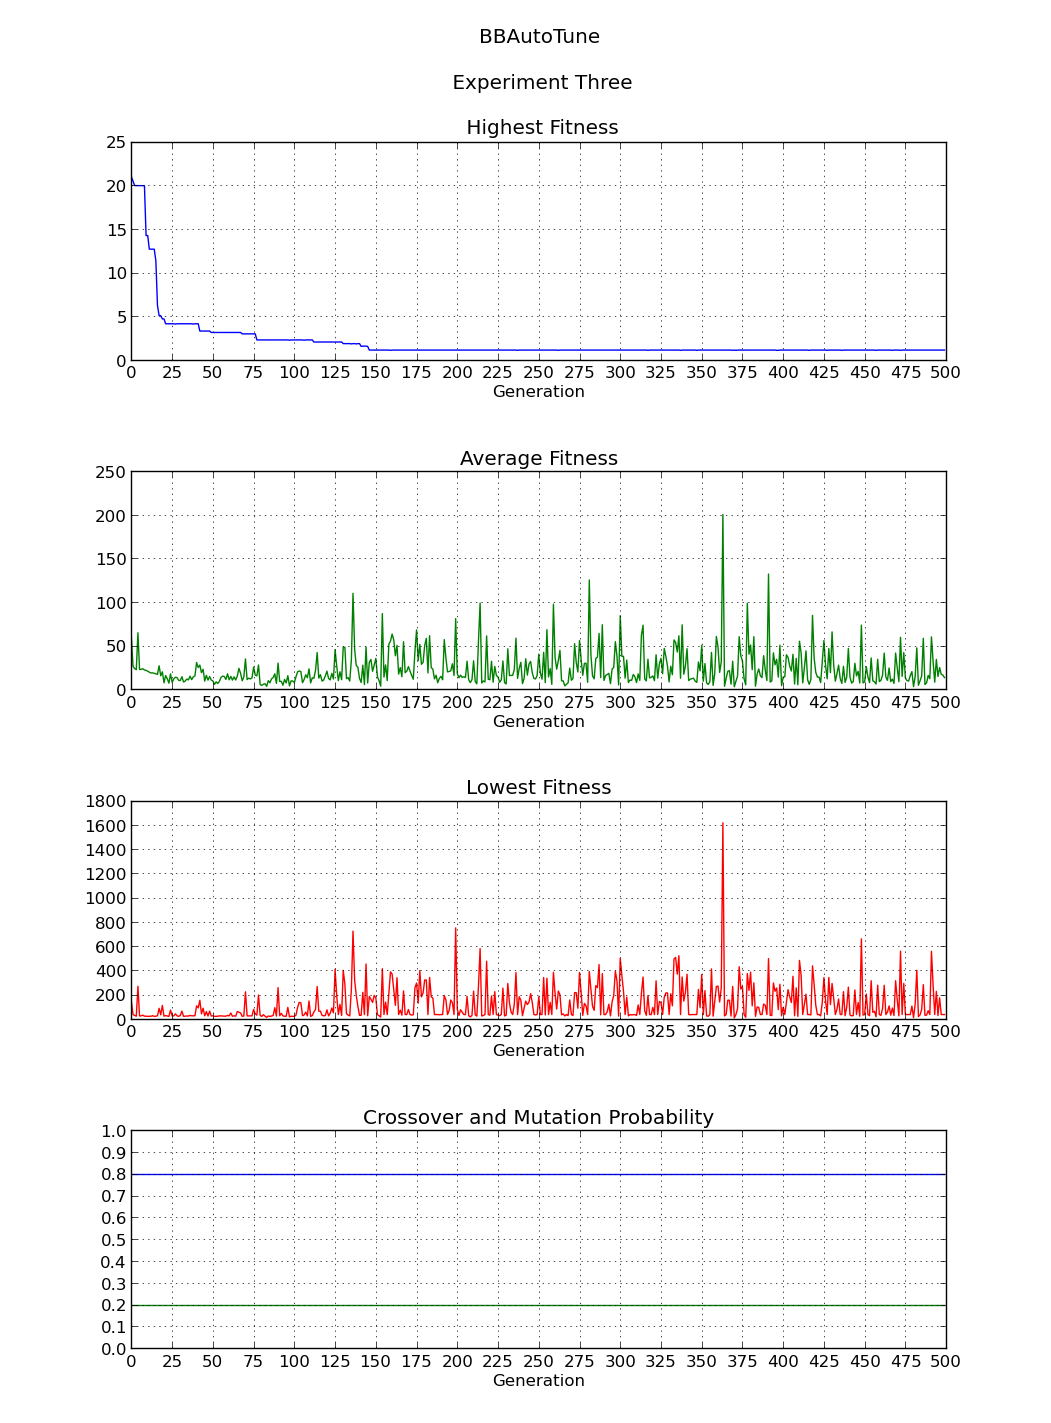 BBAutoTune
Experiment Three
Highest Fitness
25
20
15
10
5
0
0 25 50 75 100 125 150 175 200 225 250 275 300 325 350 375 400 425 450 475 500
Generation
Average Fitness
250
200
150
100
50
0
0 25 50 75 100 125 150 175 200 225 250 275 300 325 350 375 400 425 450 475 500
Generation
Lowest Fitness
1800
1600
1400
1200
1000
800
600
400
200
0
0 25 50 75 100 125 150 175 200 225 250 275 300 325 350 375 400 425 450 475 500
Generation
Crossover and Mutation Probability
1.0
0.9
0.8
0.7
0.6
0.5
0.4
0.3
0.2
0.1
0.0
0 25 50 75 100 125 150 175 200 225 250 275 300 325 350 375 400 425 450 475 500
Generation